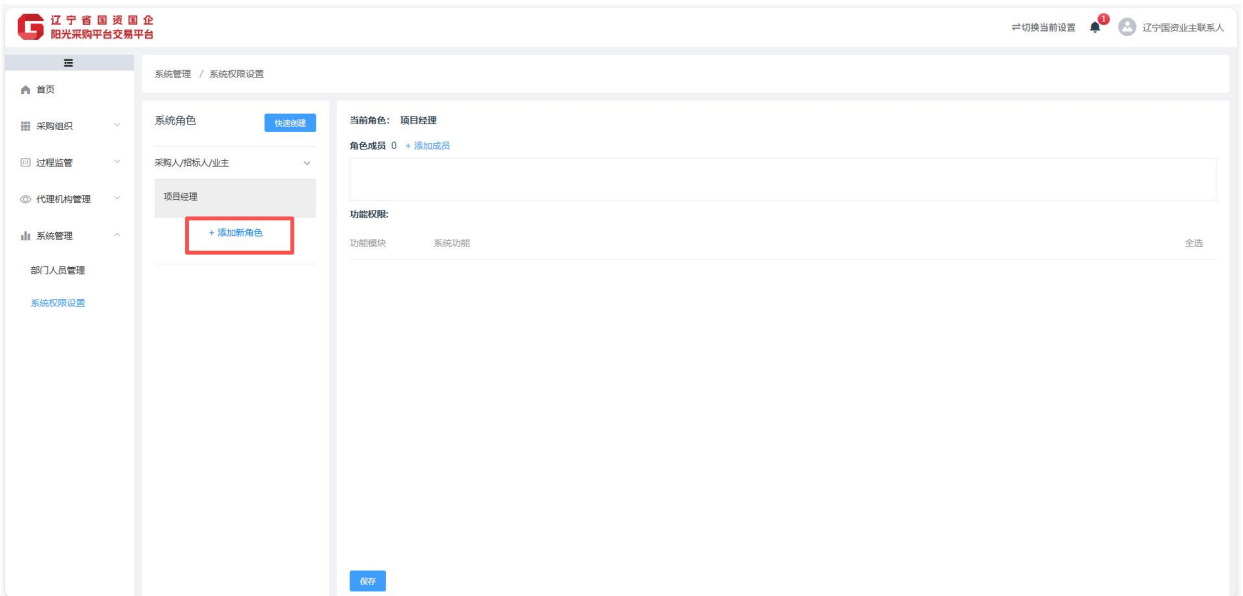 辽宁省国资国企
阳光采购平台交易平台
⇌切换当前设置
1
辽宁国资业主联系人
首页
采购组织
过程监管
代理机构管理
系统管理
部门人员管理
系统权限设置
系统管理 / 系统权限设置
系统角色
快速创建
采购人/招标人/业主
项目经理
+ 添加新角色
当前角色: 项目经理
角色成员 0 + 添加成员
功能权限:
功能模块 系统功能 全选
保存